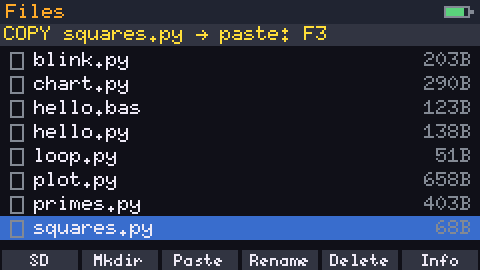 Files
COPY squares.py → paste: F3
blink.py 203B
chart.py 290B
hello.bas 123B
hello.py 138B
loop.py 51B
plot.py 658B
primes.py 403B
squares.py 68B
SD Mkdir Paste Rename Delete Info